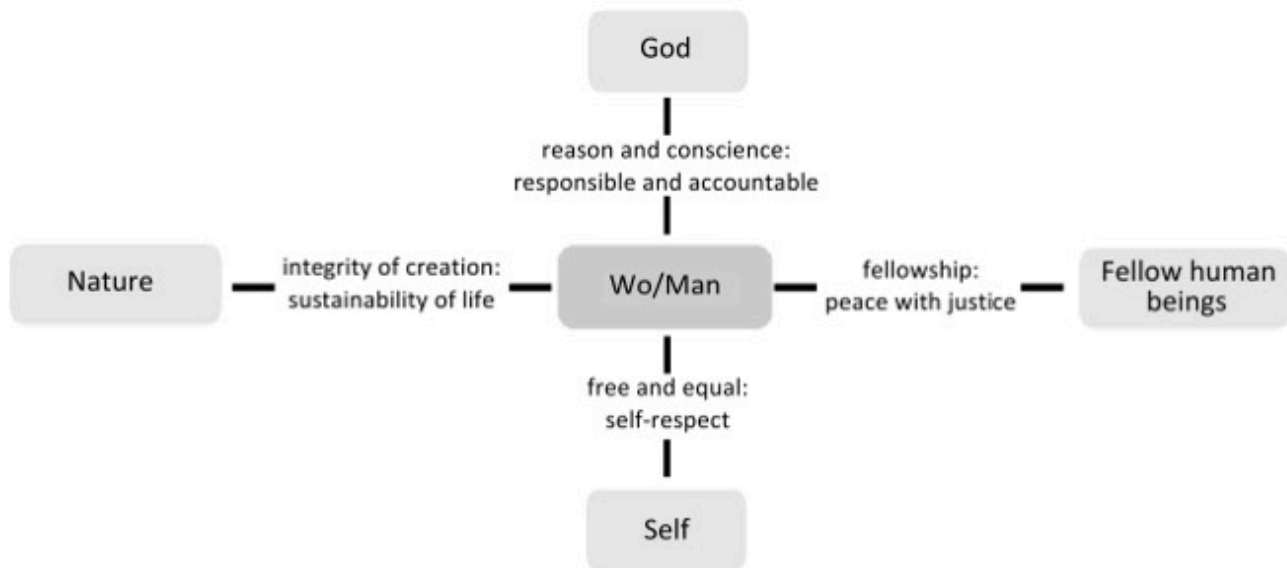 God
reason and conscience:
responsible and accountable
Nature
integrity of creation:
sustainability of life
Wo/Man
fellowship:
peace with justice
Fellow human
beings
free and equal:
self-respect
Self